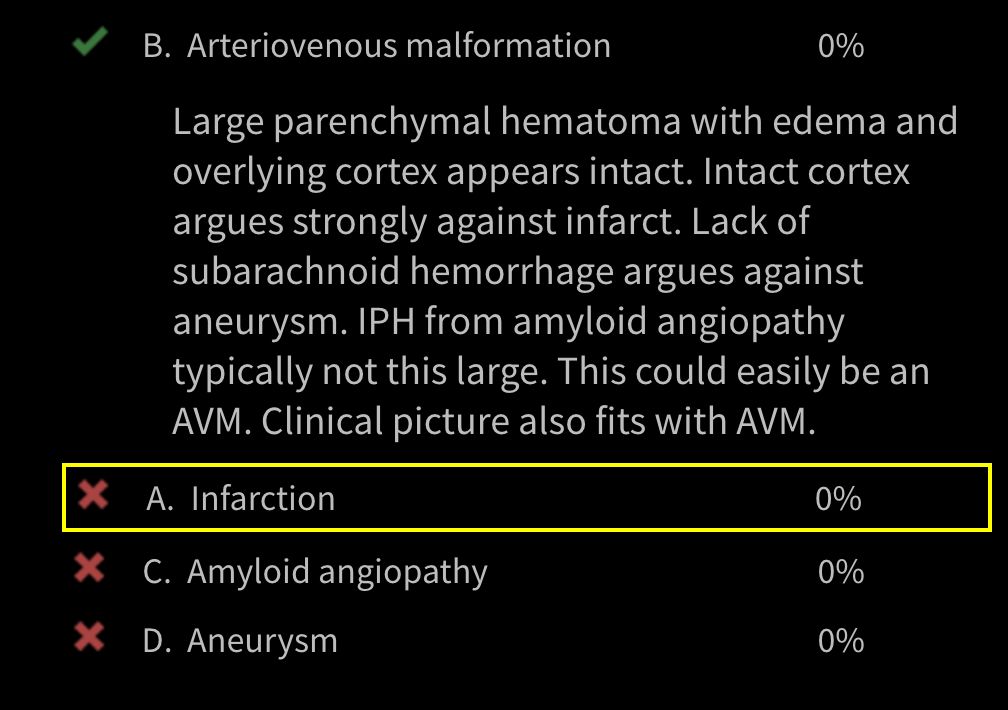 B. Arteriovenous malformation 0%
Large parenchymal hematoma with edema and
overlying cortex appears intact. Intact cortex
argues strongly against infarct. Lack of
subarachnoid hemorrhage argues against
aneurysm. IPH from amyloid angiopathy
typically not this large. This could easily be an
AVM. Clinical picture also fits with AVM.
A. Infarction 0%
C. Amyloid angiopathy 0%
D. Aneurysm 0%